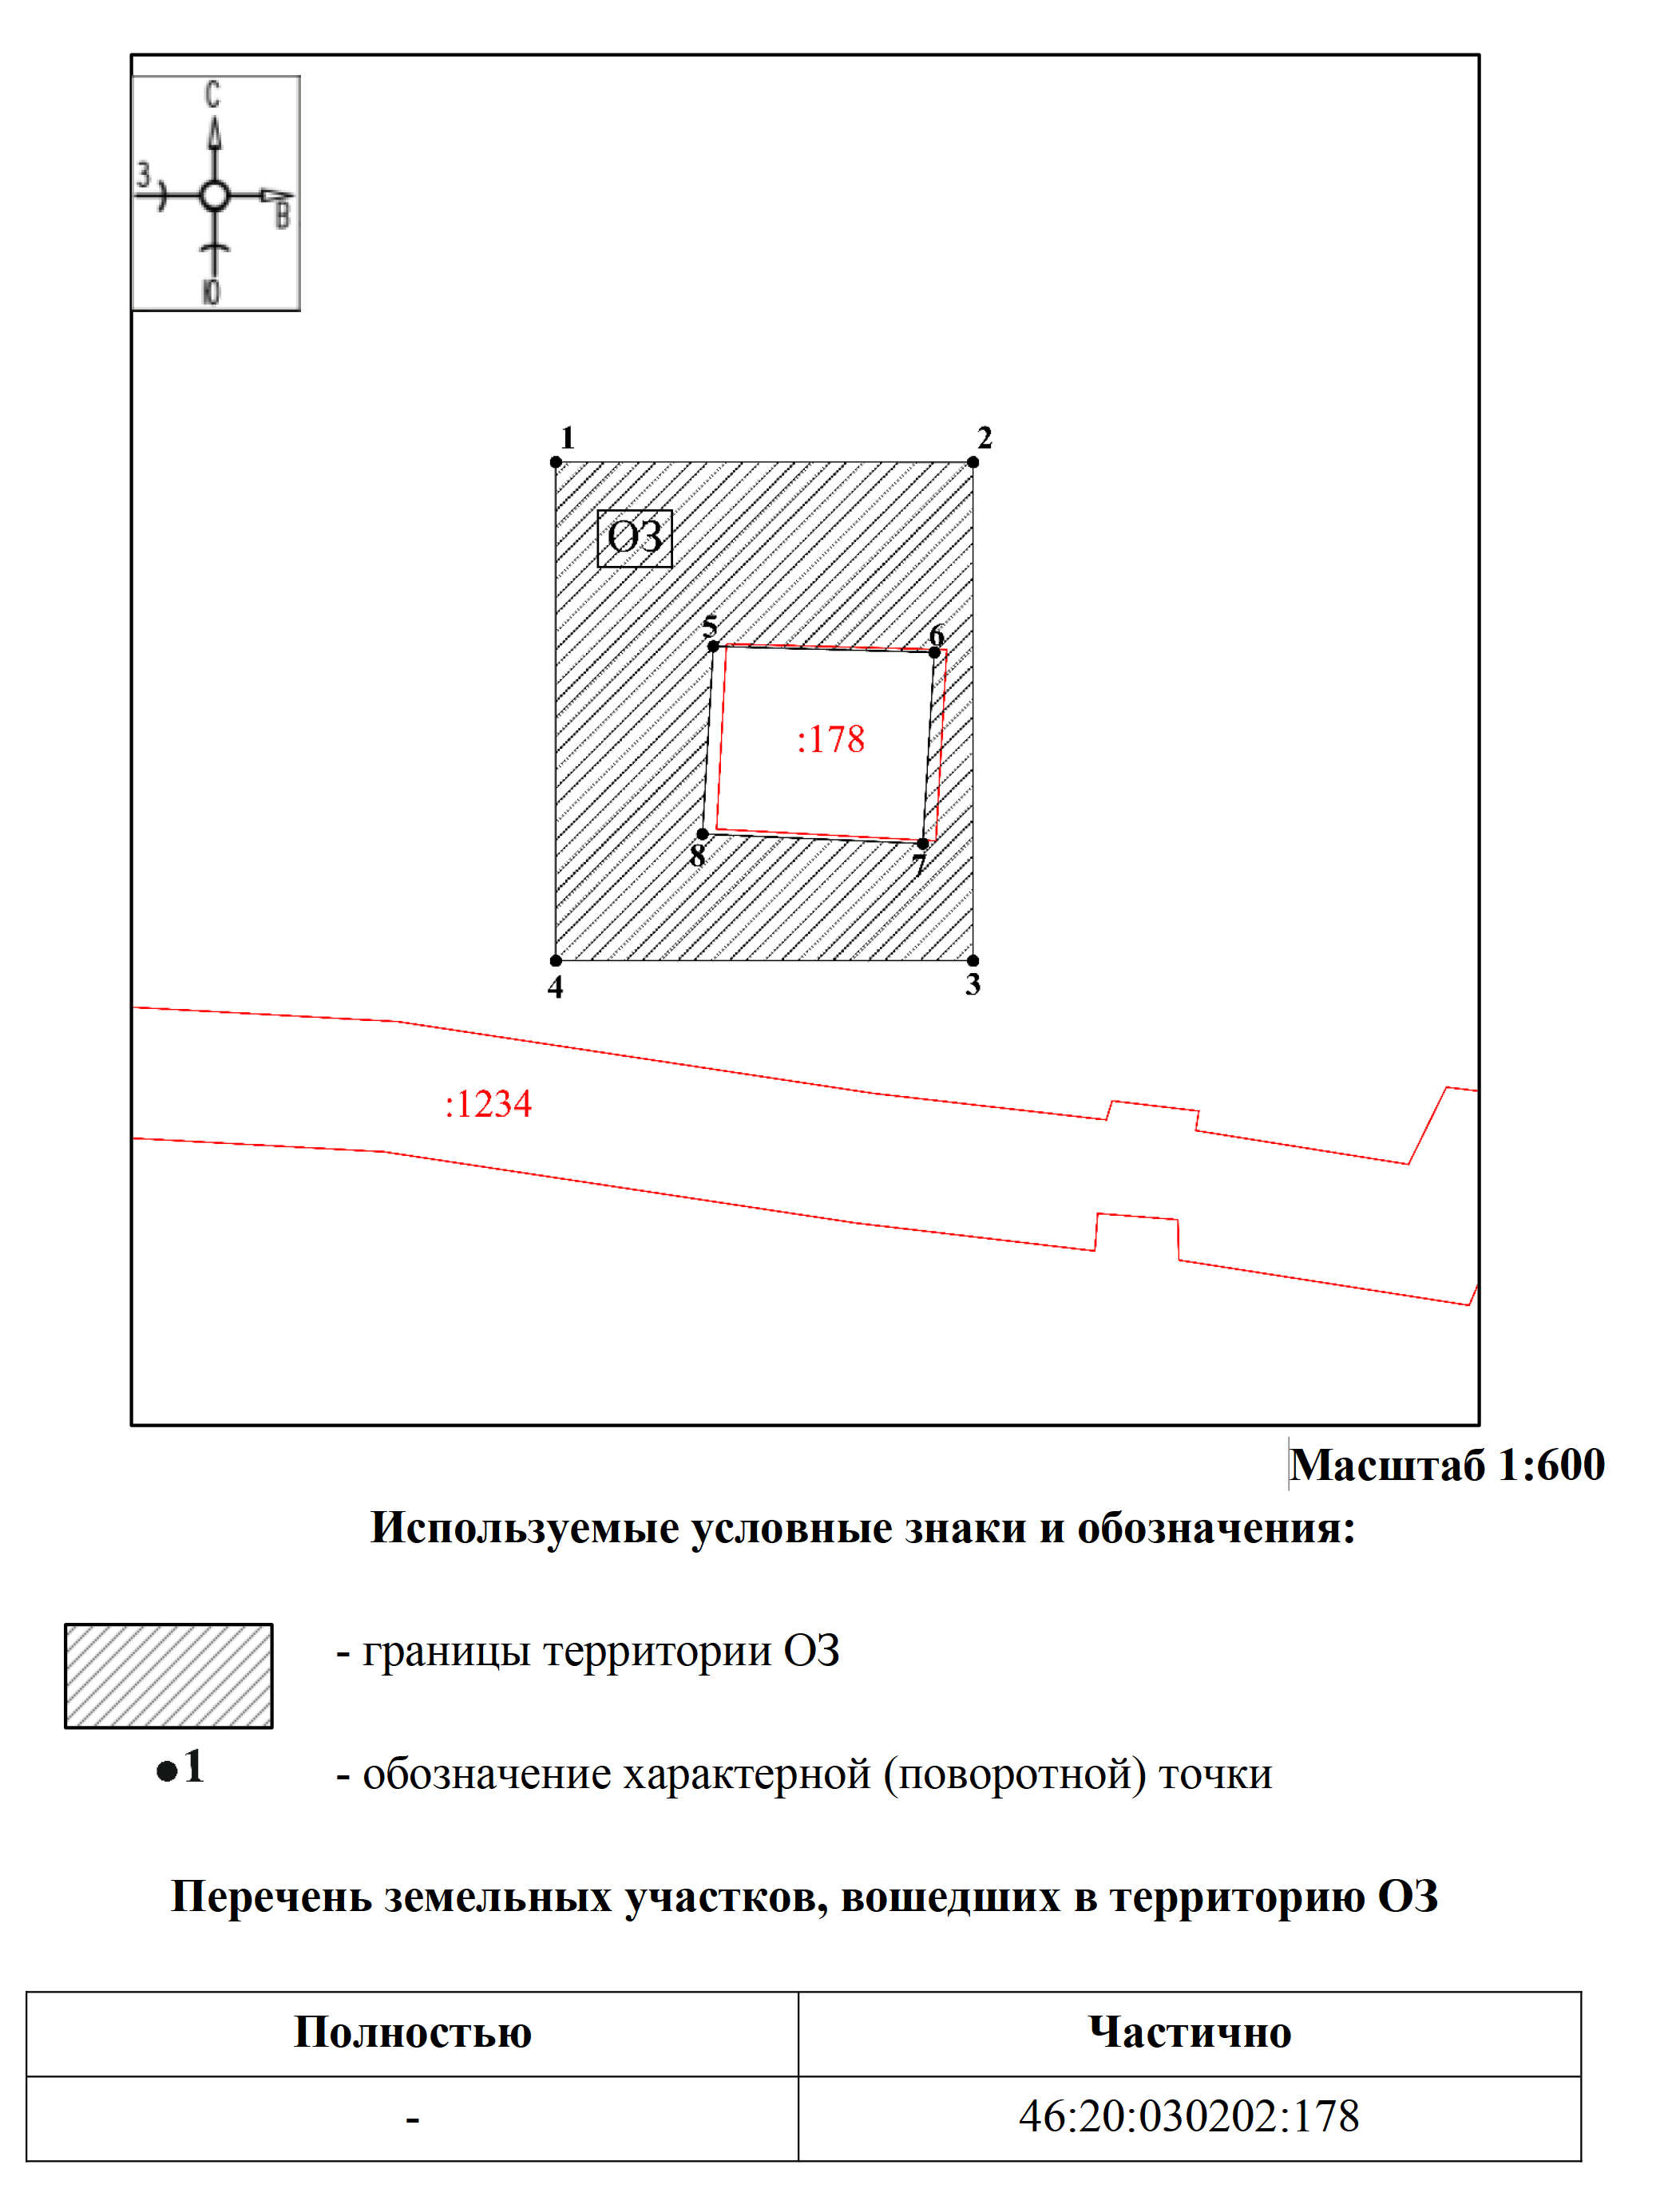 С
З
В
Ю
1
2
ОЗ
5
6
:178
8
7
4
3
:1234
Масштаб 1:600
Используемые условные знаки и обозначения:
- границы территории ОЗ
1
- обозначение характерной (поворотной) точки
Перечень земельных участков, вошедших в территорию ОЗ
Полностью
Частично
-
46:20:030202:178